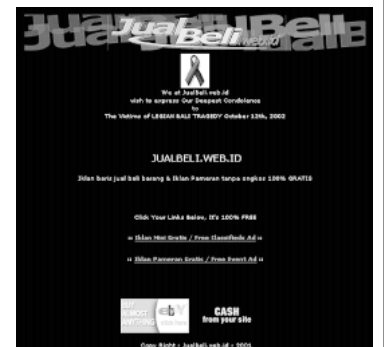 JualBeli.web.id
We at JualBeli.web.id
wish to express Our Deepest Condolence
to
The Victims of LEGIAN BALI TRAGEDY October 12th, 2002
JUALBELI.WEB.ID
Iklan baris jual beli barang & Iklan Pameran tanpa ongkos 100% GRATIS
Click Your Links Below, It's 100% FREE
:: Iklan Mini Gratis / Free Classifieds Ad ::
:: Iklan Pameran Gratis / Free Event Ad ::
BUY
ALMOST
ANYTHING
ebY
click here
CASH
from your site
Copy Right - JualBeli.web.id - 2001